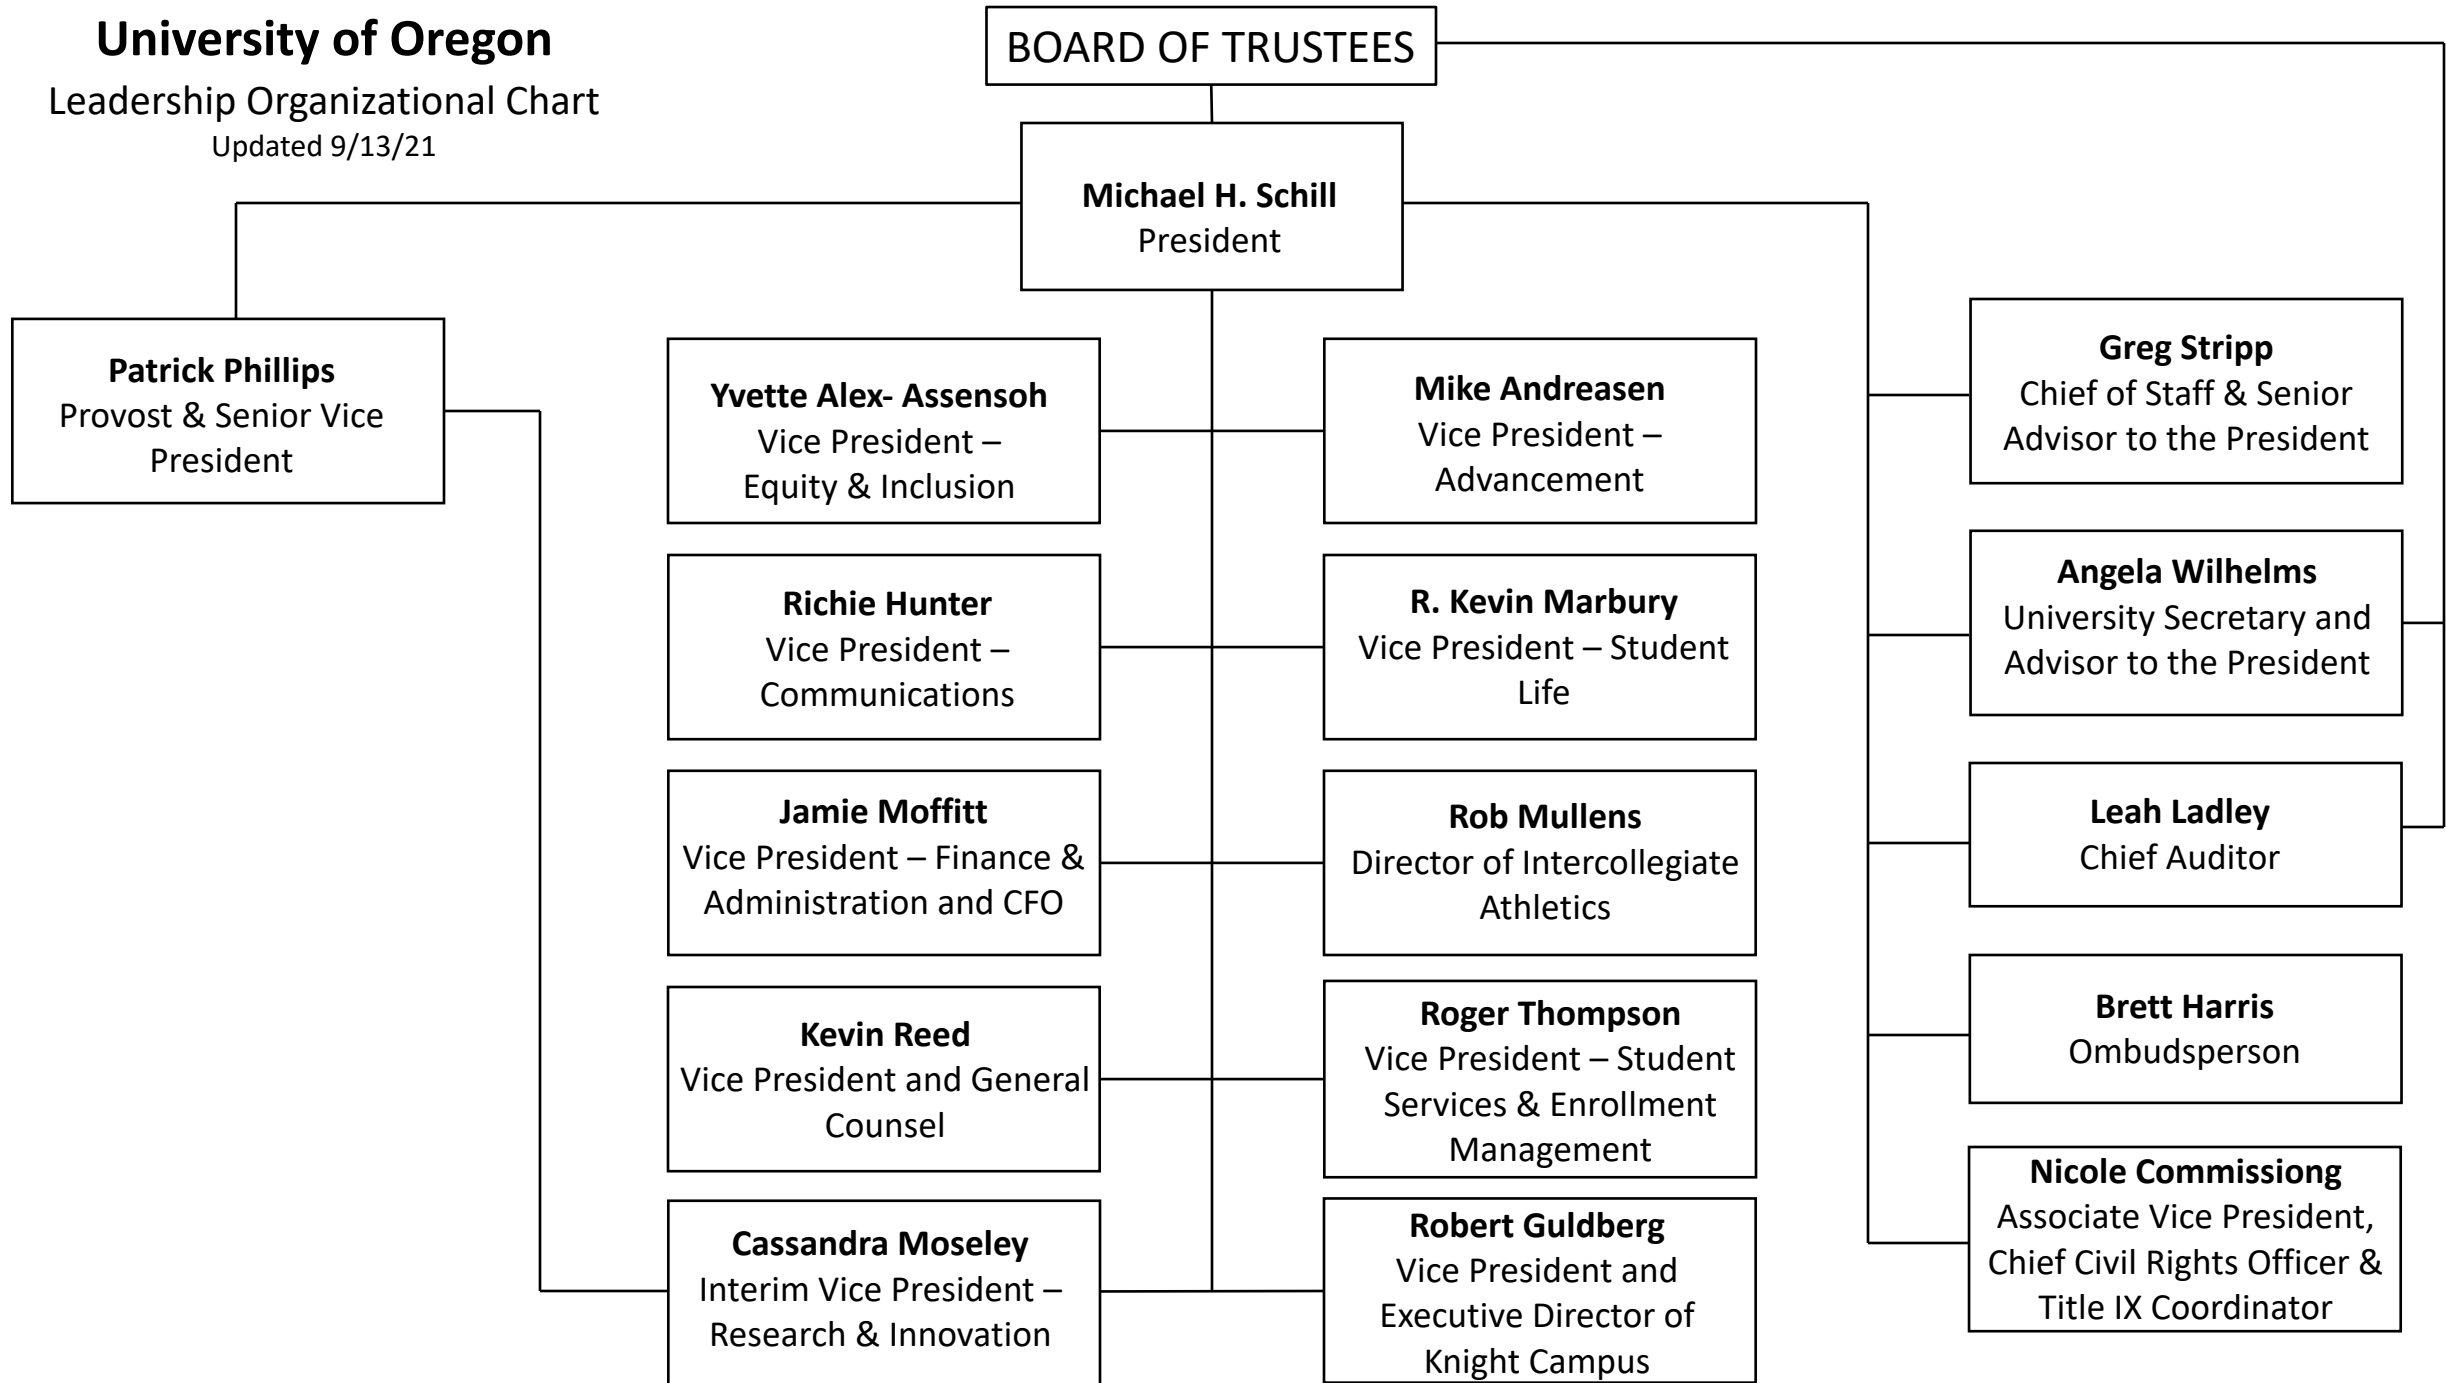 University of Oregon
Leadership Organizational Chart
Updated 9/13/21
BOARD OF TRUSTEES
Michael H. Schill
President
Patrick Phillips
Provost & Senior Vice
President
Yvette Alex- Assensoh
Vice President –
Equity & Inclusion
Mike Andreasen
Vice President –
Advancement
Greg Stripp
Chief of Staff & Senior
Advisor to the President
Richie Hunter
Vice President –
Communications
R. Kevin Marbury
Vice President – Student
Life
Angela Wilhelms
University Secretary and
Advisor to the President
Jamie Moffitt
Vice President – Finance &
Administration and CFO
Rob Mullens
Director of Intercollegiate
Athletics
Leah Ladley
Chief Auditor
Kevin Reed
Vice President and General
Counsel
Roger Thompson
Vice President – Student
Services & Enrollment
Management
Brett Harris
Ombudsperson
Cassandra Moseley
Interim Vice President –
Research & Innovation
Robert Guldberg
Vice President and
Executive Director of
Knight Campus
Nicole Commissiong
Associate Vice President,
Chief Civil Rights Officer &
Title IX Coordinator